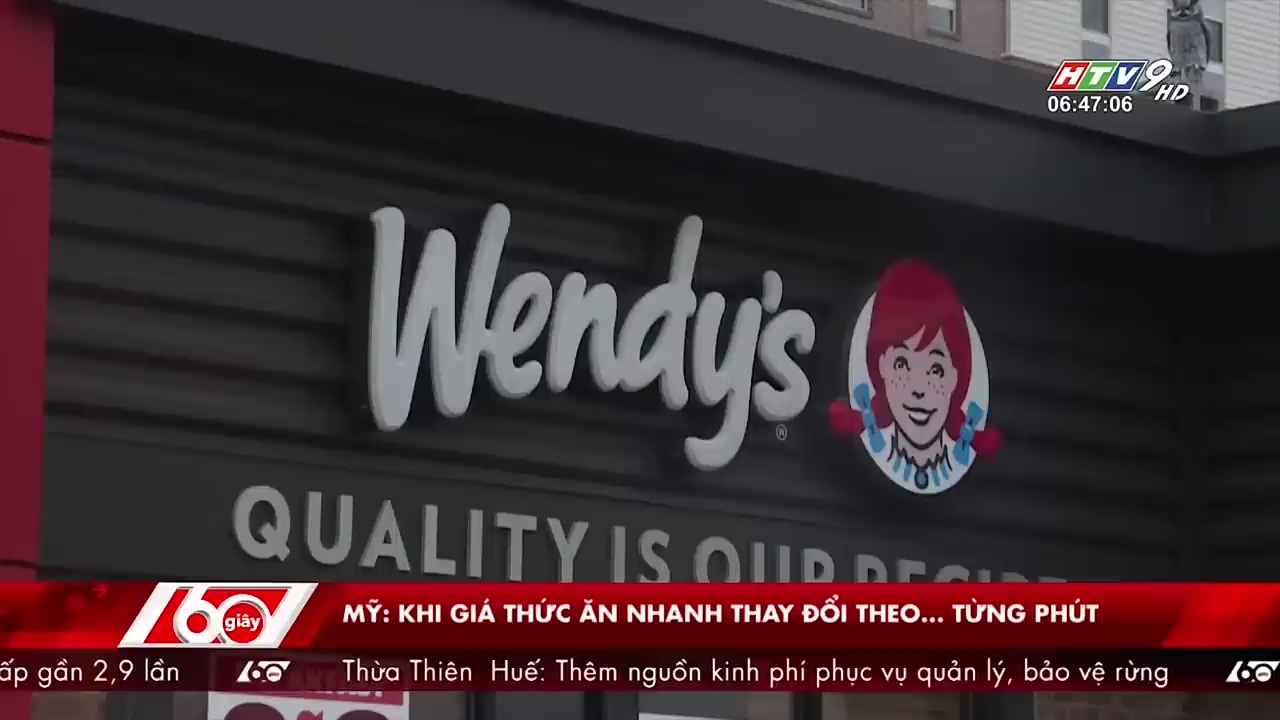 HTV9 HD
06:47:06
Wendy's
®
QUALITY IS OUR RECIPE
60 giây
MỸ: KHI GIÁ THỨC ĂN NHANH THAY ĐỔI THEO... TỪNG PHÚT
ấp gần 2,9 lần
Thừa Thiên Huế: Thêm nguồn kinh phí phục vụ quản lý, bảo vệ rừng